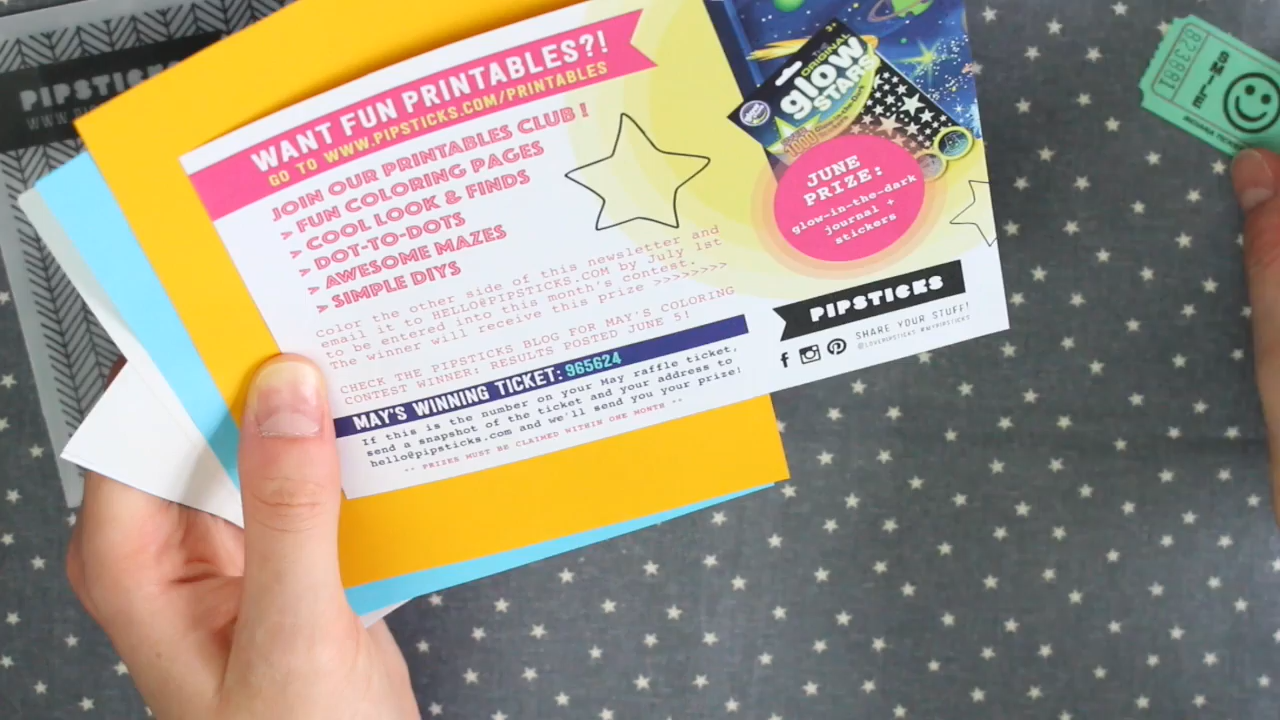 PIPSTICKS
WANT FUN PRINTABLES?!
GO TO WWW.PIPSTICKS.COM/PRINTABLES
JOIN OUR PRINTABLES CLUB!
> FUN COLORING PAGES
> COOL LOOK & FINDS
> DOT-TO-DOTS
> AWESOME MAZES
> SIMPLE DIYS
Color the other side of this newsletter and
email it to HELLO@PIPSTICKS.COM by July 1st
to be entered into this month's contest.
The winner will receive this prize >>>>>>>>
CHECK THE PIPSTICKS BLOG FOR MAY'S COLORING
CONTEST WINNER: RESULTS POSTED JUNE 5!
MAY'S WINNING TICKET: 965624
If this is the number on your May raffle ticket,
send a snapshot of the ticket and your address to
hello@pipsticks.com and we'll send you your prize!
** PRIZES MUST BE CLAIMED WITHIN ONE MONTH **
THE
ORIGINAL
glow
STARS
1000
JUNE
PRIZE:
glow-in-the-dark
journal +
stickers
PIPSTICKS
SHARE YOUR STUFF!
@LOVEPIPSTICKS #MYPIPSTICKS
823681
SMILE